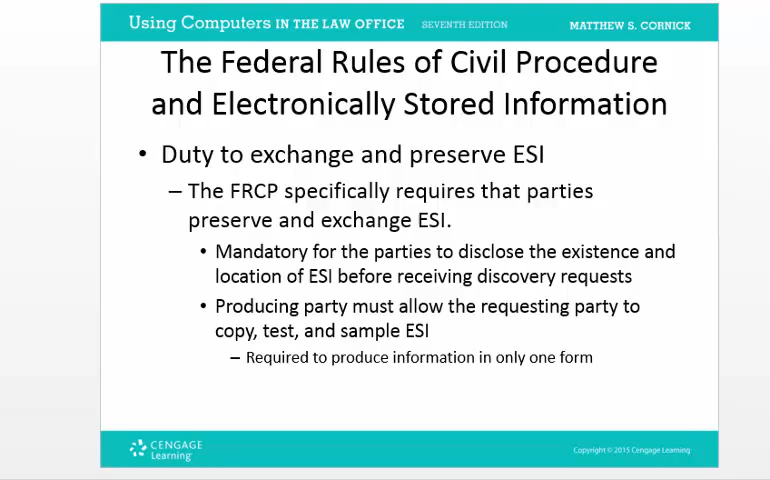 Using Computers IN THE LAW OFFICE SEVENTH EDITION MATTHEW S. CORNICK
The Federal Rules of Civil Procedure
and Electronically Stored Information
• Duty to exchange and preserve ESI
– The FRCP specifically requires that parties
preserve and exchange ESI.
• Mandatory for the parties to disclose the existence and
location of ESI before receiving discovery requests
• Producing party must allow the requesting party to
copy, test, and sample ESI
– Required to produce information in only one form
CENGAGE
Learning™
Copyright © 2015 Cengage Learning